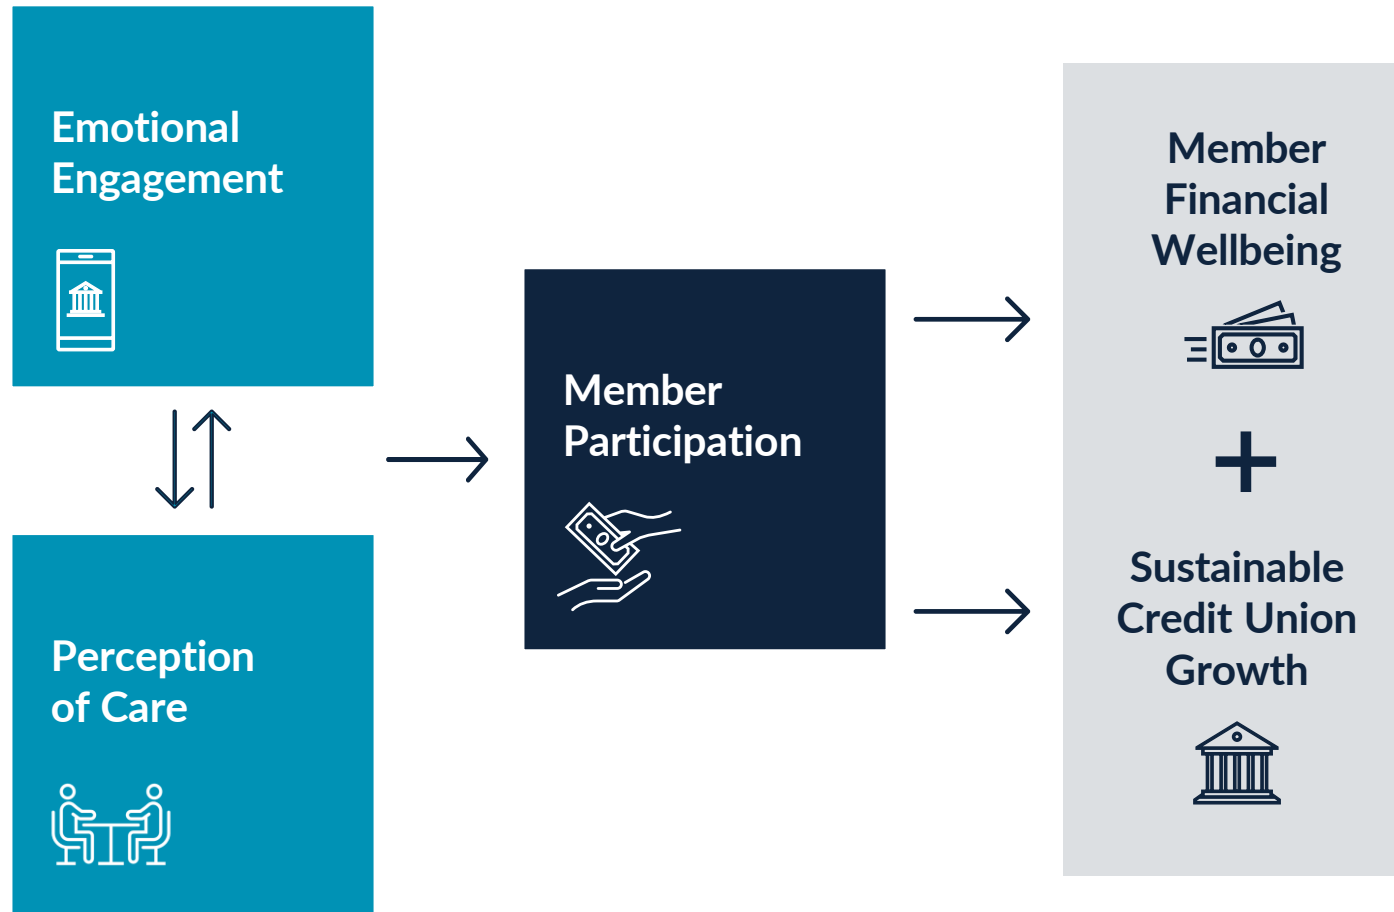 Emotional
Engagement
Perception
of Care
Member
Participation
Member
Financial
Wellbeing
+
Sustainable
Credit Union
Growth